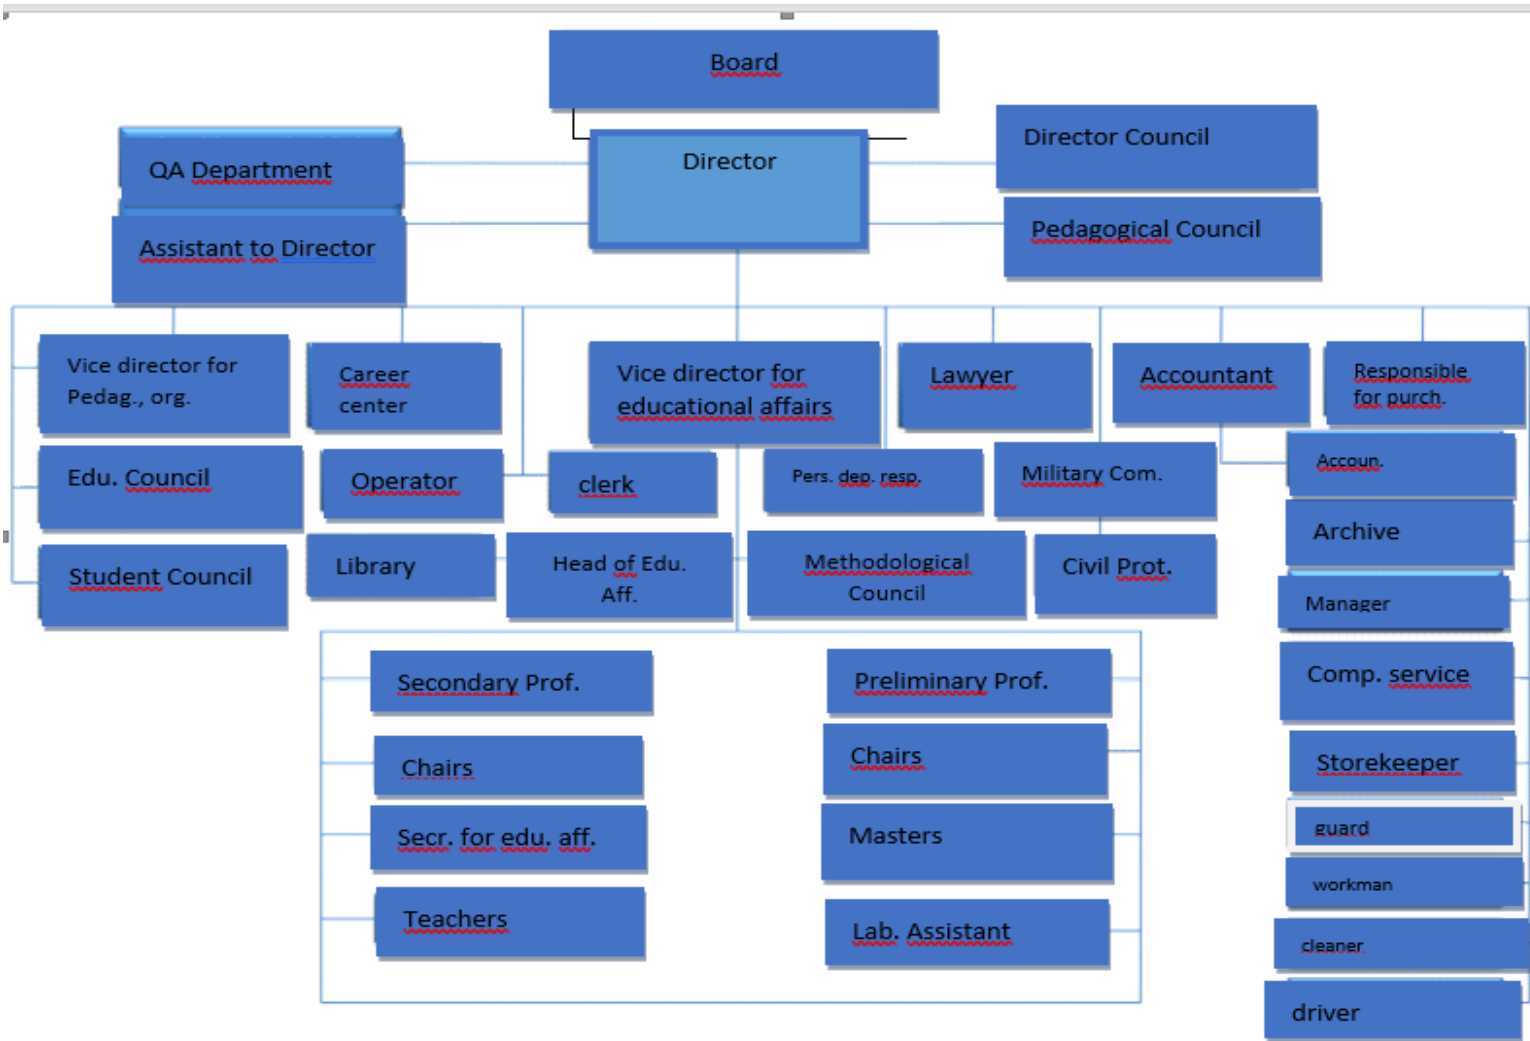 Board
Director
Director Council
QA Department
Pedagogical Council
Assistant to Director
Vice director for
Pedag., org.
Career
center
Vice director for
educational affairs
Lawyer
Accountant
Responsible
for purch.
Edu. Council
Operator
clerk
Pers. dep. resp.
Military Com.
Accoun.
Archive
Student Council
Library
Head of Edu.
Aff.
Methodological
Council
Civil Prot.
Manager
Comp. service
Secondary Prof.
Preliminary Prof.
Storekeeper
Chairs
Chairs
guard
Secr. for edu. aff.
Masters
workman
Teachers
Lab. Assistant
cleaner
driver